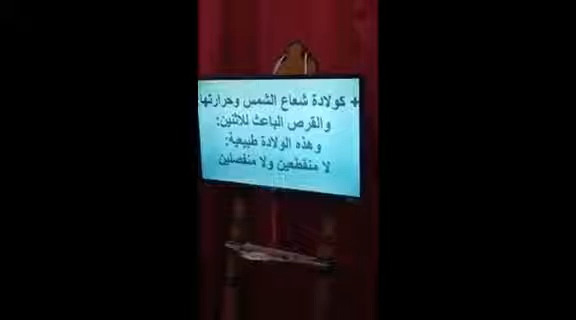 + كولادة شعاع الشمس وحرارتها:
والقرص الباعث للاثنين:
وهذه الولادة طبيعية:
لا منقطعين ولا منفصلين